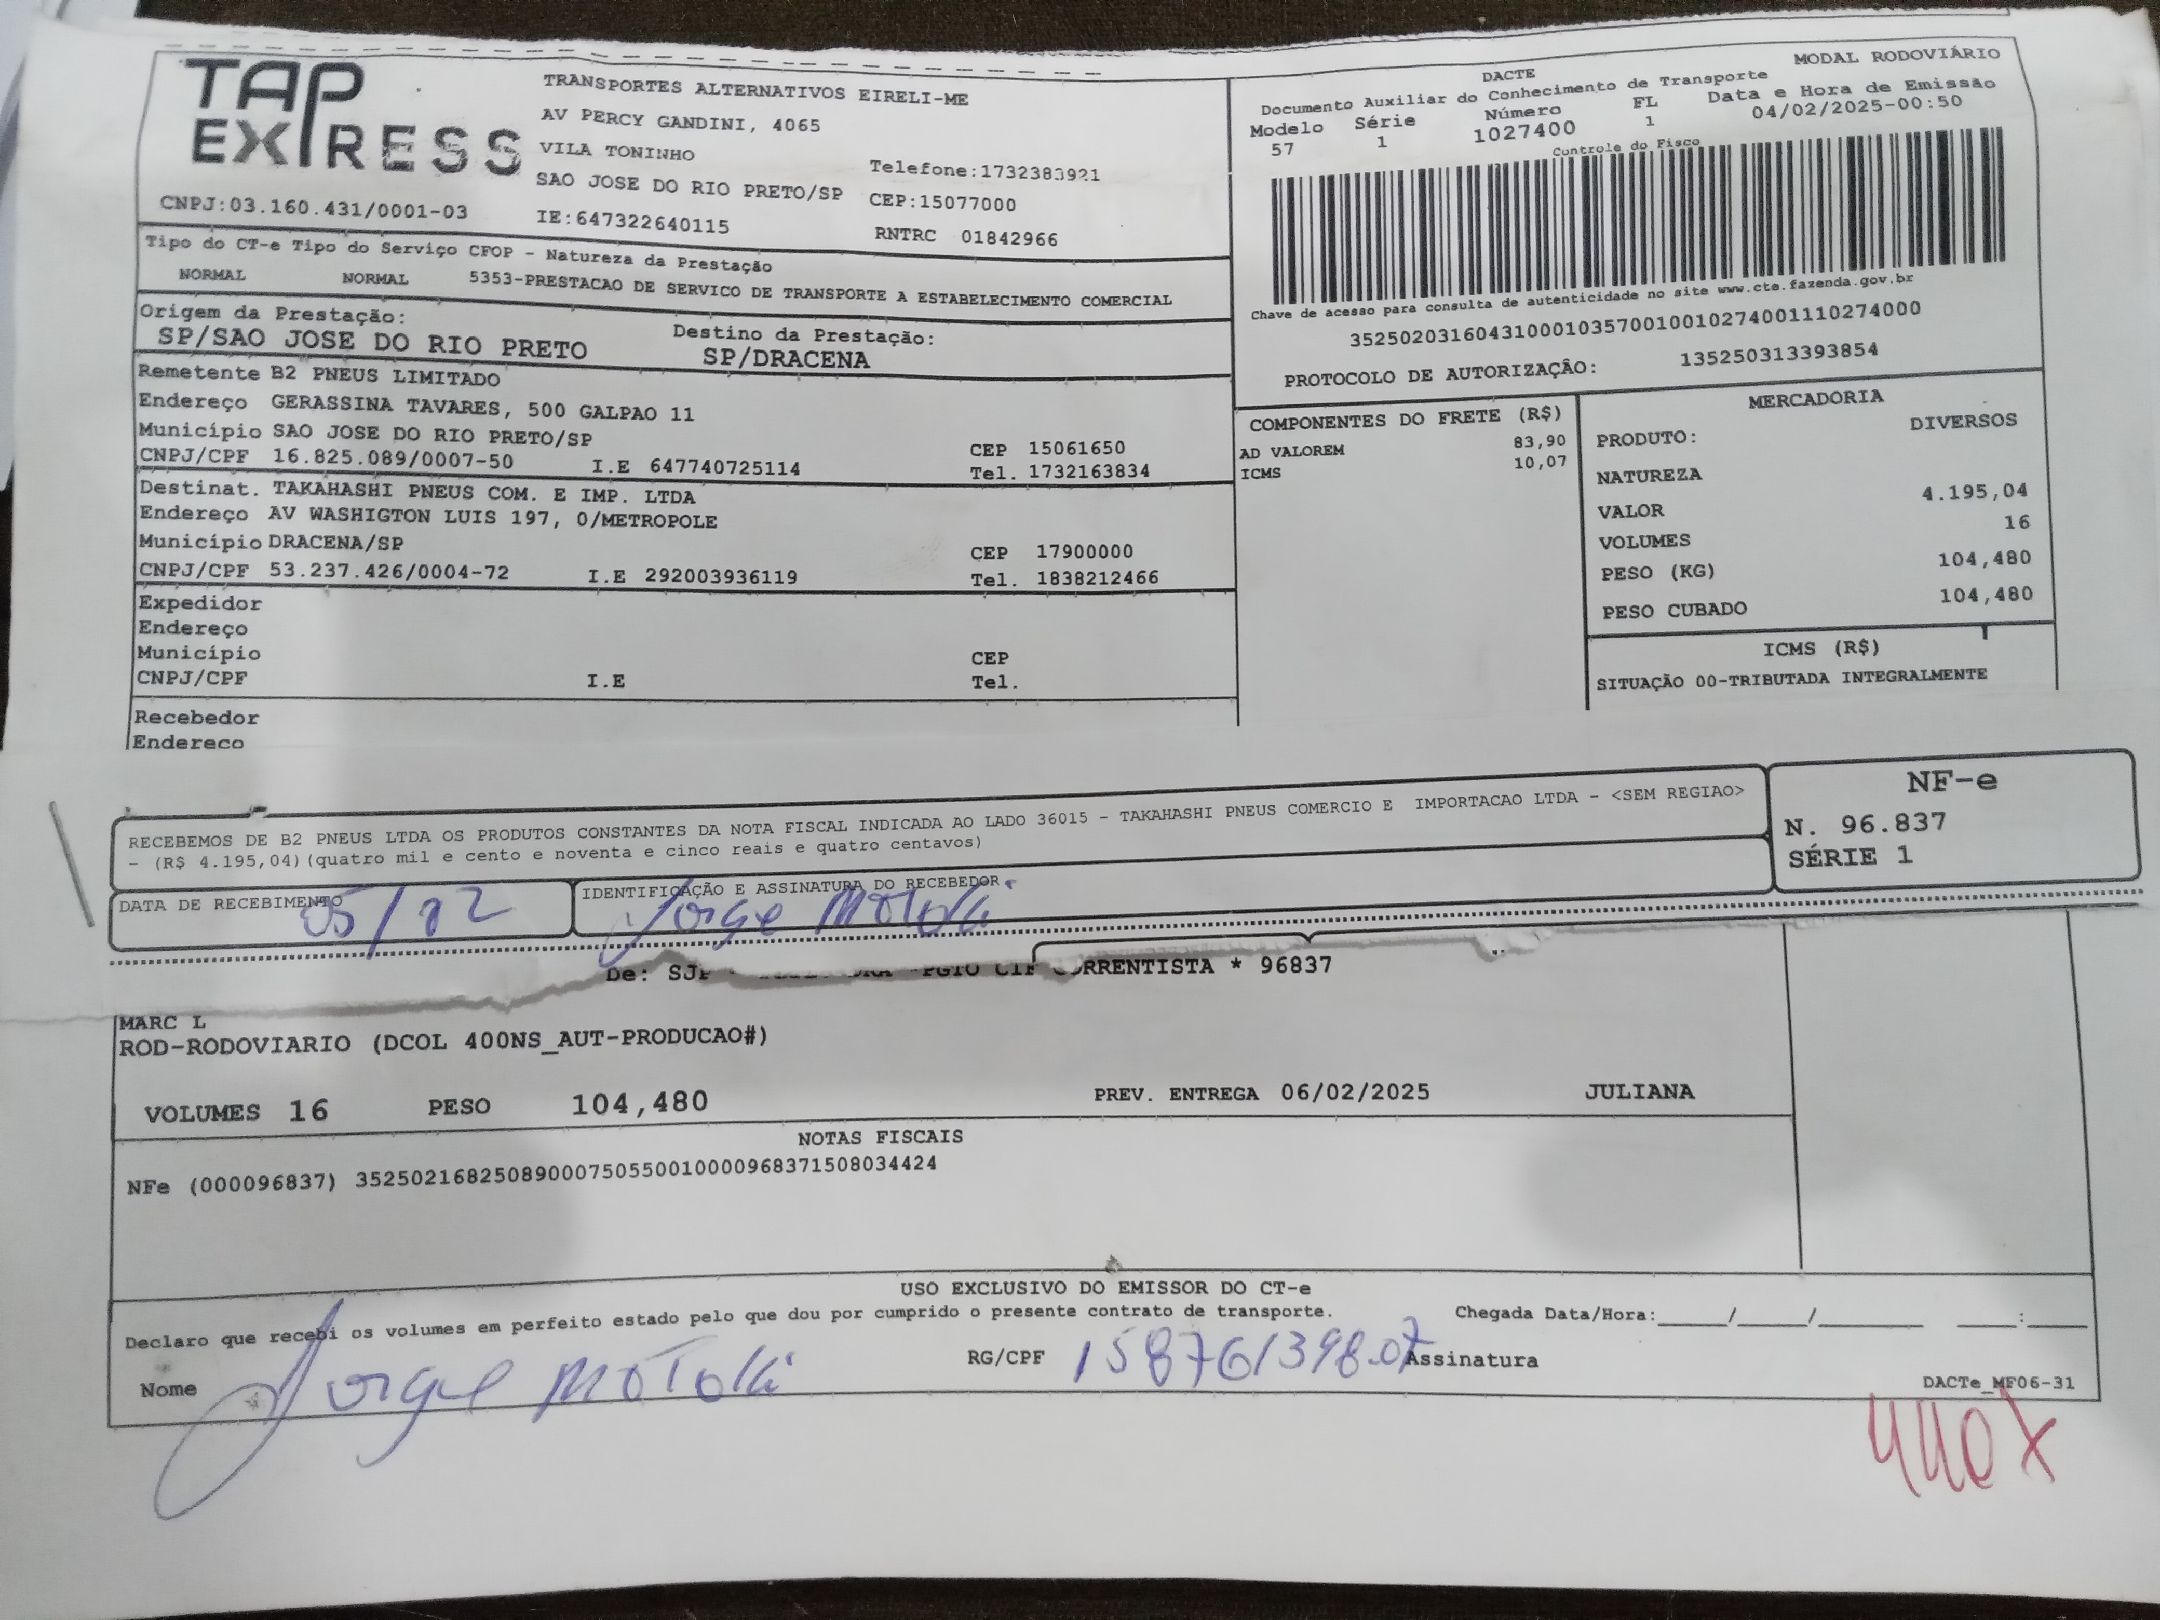 TAP EXPRESS
TRANSPORTES ALTERNATIVOS EIRELI-ME
AV PERCY GANDINI, 4065
VILA TONINHO
Telefone:1732383921
SAO JOSE DO RIO PRETO/SP CEP:15077000
CNPJ:03.160.431/0001-03
IE:647322640115 RNTRC 01842966
Tipo do CT-e Tipo do Serviço CFOP - Natureza da Prestação
NORMAL NORMAL 5353-PRESTACAO DE SERVICO DE TRANSPORTE A ESTABELECIMENTO COMERCIAL
Origem da Prestação: Destino da Prestação:
SP/SAO JOSE DO RIO PRETO SP/DRACENA
Remetente B2 PNEUS LIMITADO
Endereço GERASSINA TAVARES, 500 GALPAO 11
Município SAO JOSE DO RIO PRETO/SP CEP 15061650
CNPJ/CPF 16.825.089/0007-50 I.E 647740725114 Tel. 1732163834
Destinat. TAKAHASHI PNEUS COM. E IMP. LTDA
Endereço AV WASHIGTON LUIS 197, 0/METROPOLE
Município DRACENA/SP CEP 17900000
CNPJ/CPF 53.237.426/0004-72 I.E 292003936119 Tel. 1838212466
Expedidor
Endereço
Município CEP
CNPJ/CPF I.E Tel.
Recebedor
Endereco
MODAL RODOVIÁRIO
DACTE
Documento Auxiliar do Conhecimento de Transporte
Modelo Série Número FL Data e Hora de Emissão
57 1 1027400 1 04/02/2025-00:50
Controle do Fisco
Chave de acesso para consulta de autenticidade no site www.cte.fazenda.gov.br
35250203160431000103570010010274001110274000
PROTOCOLO DE AUTORIZAÇÃO: 135250313393854
COMPONENTES DO FRETE (R$)
AD VALOREM 83,90
ICMS 10,07
MERCADORIA
PRODUTO: DIVERSOS
NATUREZA
VALOR 4.195,04
VOLUMES 16
PESO (KG) 104,480
PESO CUBADO 104,480
ICMS (R$)
SITUAÇÃO 00-TRIBUTADA INTEGRALMENTE
RECEBEMOS DE B2 PNEUS LTDA OS PRODUTOS CONSTANTES DA NOTA FISCAL INDICADA AO LADO 36015 - TAKAHASHI PNEUS COMERCIO E IMPORTACAO LTDA - <SEM REGIAO>
- (R$ 4.195,04)(quatro mil e cento e noventa e cinco reais e quatro centavos)
NF-e
N. 96.837
SÉRIE 1
DATA DE RECEBIMENTO 05/02
IDENTIFICAÇÃO E ASSINATURA DO RECEBEDOR
Jorge
De: CORRENTISTA * 96837
MARC L
ROD-RODOVIARIO (DCOL 400NS_AUT-PRODUCAO#)
VOLUMES 16 PESO 104,480 PREV. ENTREGA 06/02/2025 JULIANA
NOTAS FISCAIS
NFe (000096837) 35250216825089000750550010000968371508034424
USO EXCLUSIVO DO EMISSOR DO CT-e
Declaro que recebi os volumes em perfeito estado pelo que dou por cumprido o presente contrato de transporte. Chegada Data/Hora:____/____/______ ____:____
Nome Jorge RG/CPF 158761398.07 Assinatura
DACTe_MF06-31